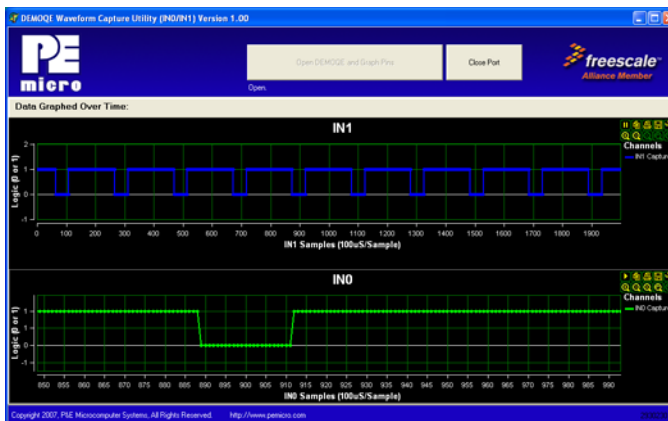 DEMOQE Waveform Capture Utility (IN0/IN1) Version 1.00
PE
micro
Open DEMOQE and Graph Pins
Close Port
Open.
freescale
Alliance Member
Data Graphed Over Time:
IN1
Channels
IN1 Captur
Logic (0 or 1)
2
1
0
-1
0 100 200 300 400 500 600 700 800 900 1000 1100 1200 1300 1400 1500 1600 1700 1800 1900
IN1 Samples (100uS/Sample)
IN0
Channels
IN0 Captur
Logic (0 or 1)
1
1
0
-1
850 855 860 865 870 875 880 885 890 895 900 905 910 915 920 925 930 935 940 945 950 955 960 965 970 975 980 985 990
IN0 Samples (100uS/Sample)
Copyright 2007, P&E Microcomputer Systems, All Rights Reserved. http://www.pemicro.com